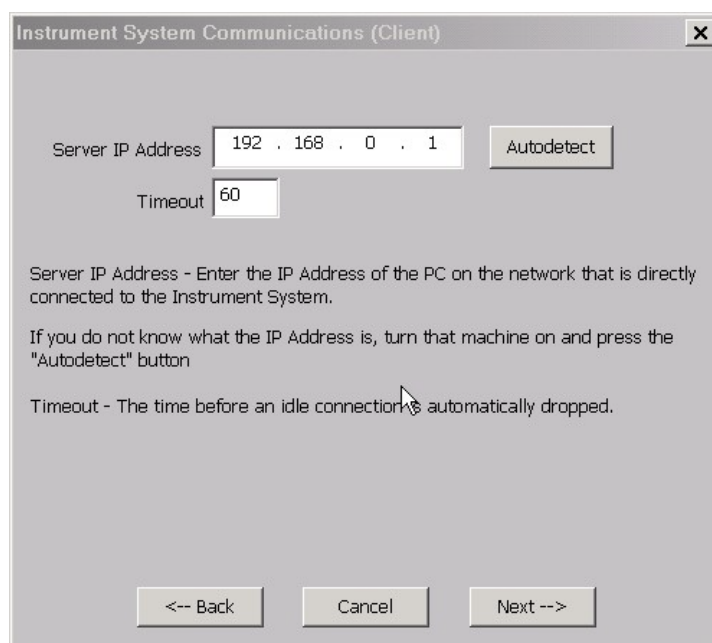 Instrument System Communications (Client)
Server IP Address 192 . 168 . 0 . 1 Autodetect
Timeout 60
Server IP Address - Enter the IP Address of the PC on the network that is directly
connected to the Instrument System.
If you do not know what the IP Address is, turn that machine on and press the
"Autodetect" button
Timeout - The time before an idle connection is automatically dropped.
<-- Back Cancel Next -->